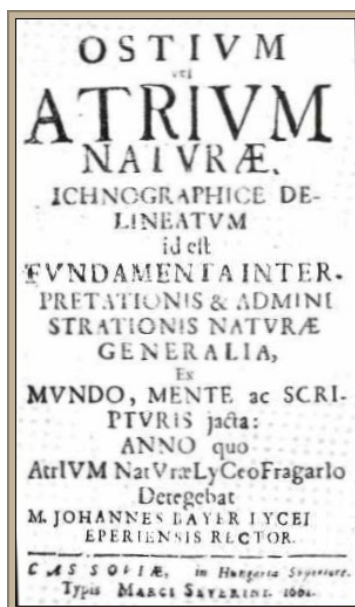 OSTIVM
vel
ATRIVM
NATVRÆ,
ICHNOGRAPHICE DE-
LINEATVM
id est
FVNDAMENTA INTER-
PRETATIONIS & ADMINI
STRATIONIS NATVRÆ
GENERALIA,
Ex
MVNDO, MENTE ac SCRI-
PTVRIS jacta:
ANNO quo
AtrIVM NatVræ LyCeo FragarIo
Detegebat
M. JOHANNES BAYER LYCEI
EPERIENSIS RECTOR.
CASSOVIÆ, in Hungaria Superiore.
Typis MARCI SEVERINI 1662.